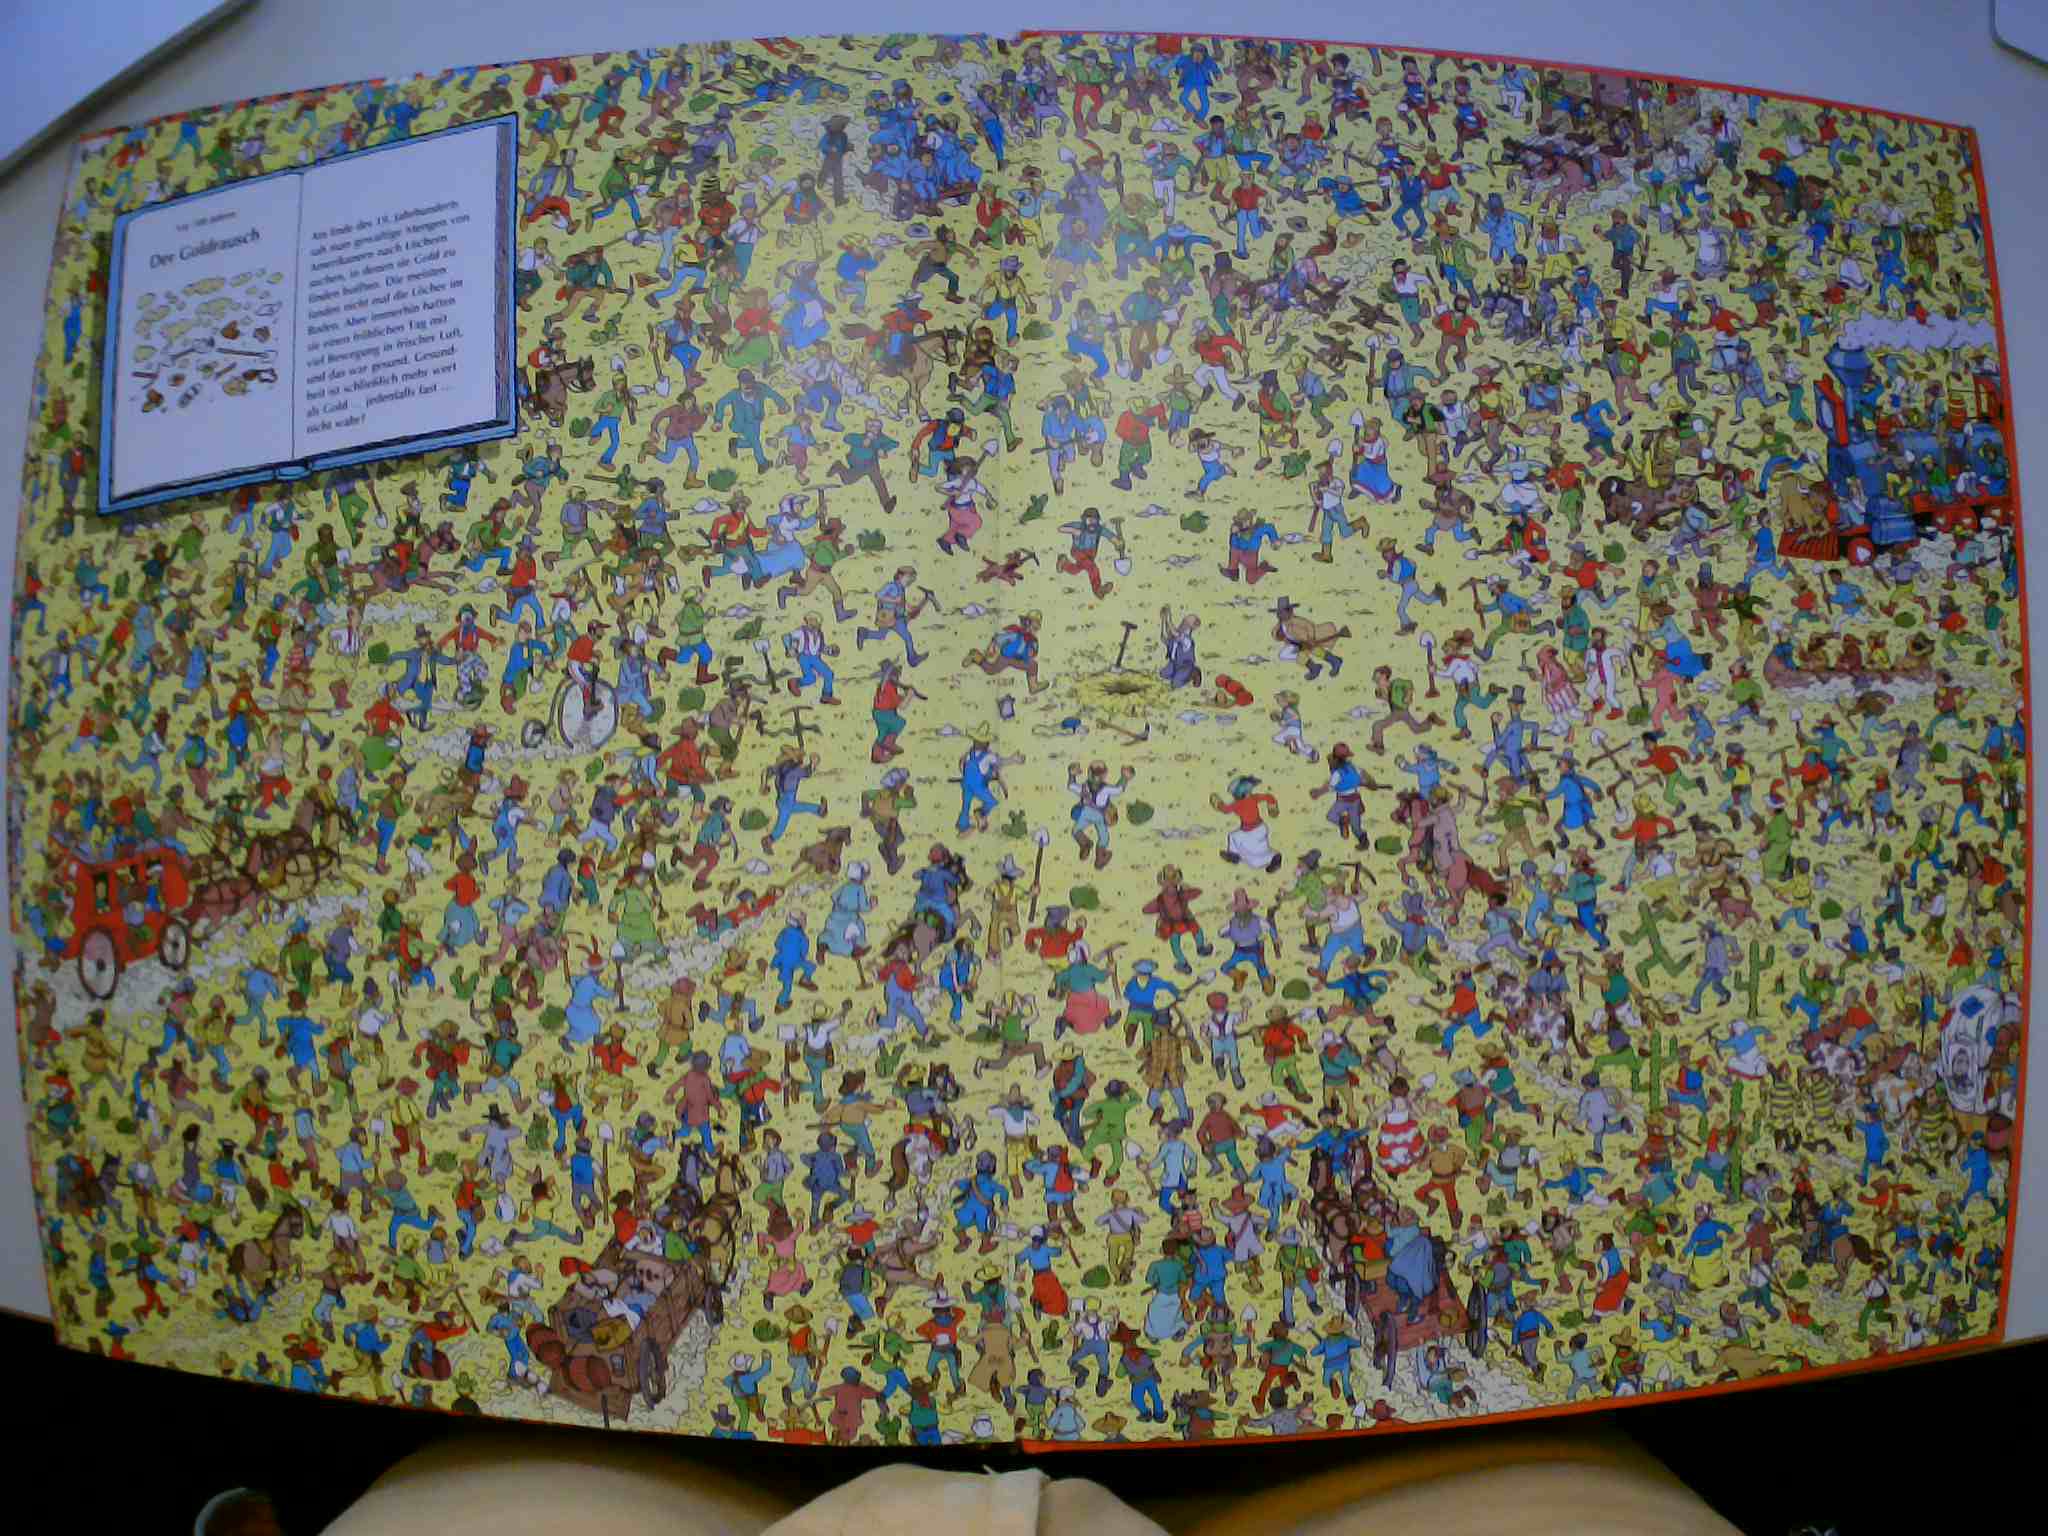 Vor 100 Jahren
Der Goldrausch
Am Ende des 19. Jahrhunderts
sah man gewaltige Mengen von
Amerikanern nach Löchern
suchen, in denen sie Gold zu
finden hofften. Die meisten
fanden nicht mal die Löcher im
Boden. Aber immerhin hatten
sie einen fröhlichen Tag mit
viel Bewegung in frischer Luft,
und das war gesund. Gesund-
heit ist schließlich mehr wert
als Gold ... jedenfalls fast ...
nicht wahr?